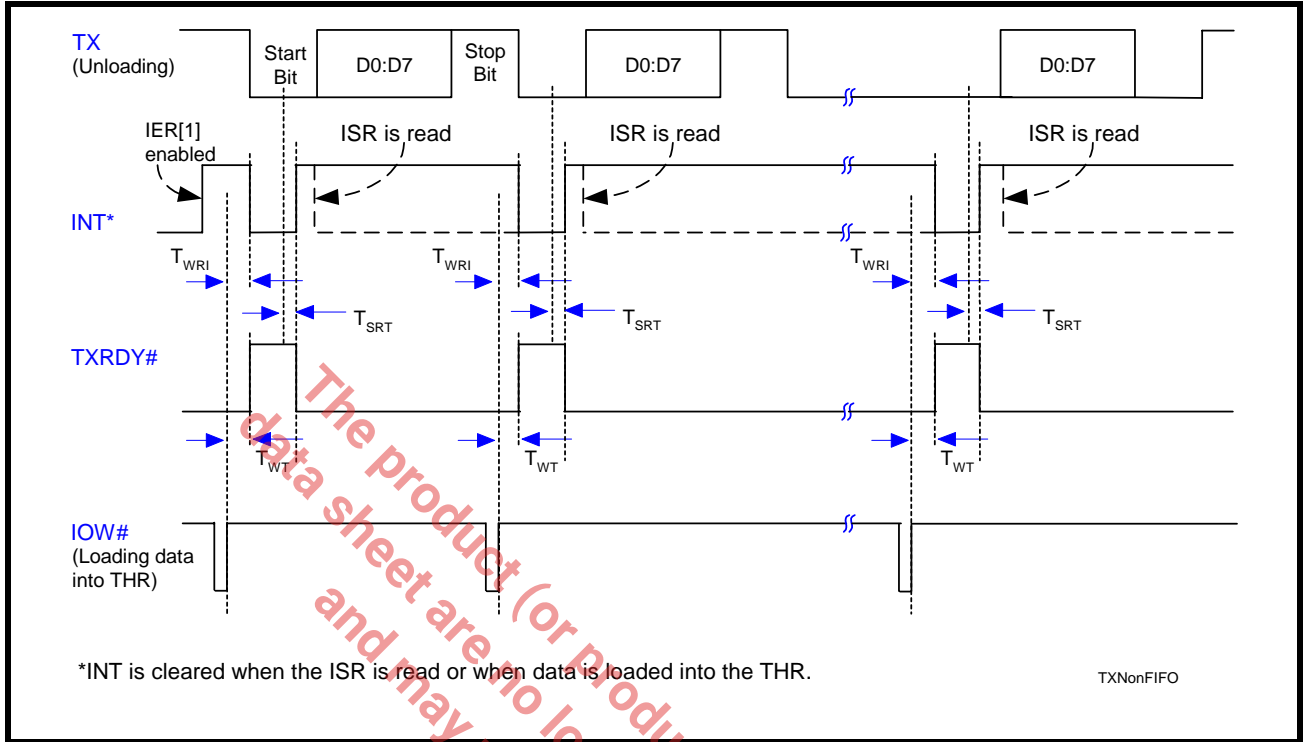 TX
(Unloading)
Start
Bit
D0:D7
Stop
Bit
D0:D7
D0:D7
IER[1]
enabled
ISR is read
ISR is read
ISR is read
INT*
TWRI
TWRI
TWRI
TSRT
TSRT
TSRT
TXRDY#
TWT
TWT
TWT
IOW#
(Loading data
into THR)
*INT is cleared when the ISR is read or when data is loaded into the THR.
TXNonFIFO
The product (or produ
data sheet are no lo
and may